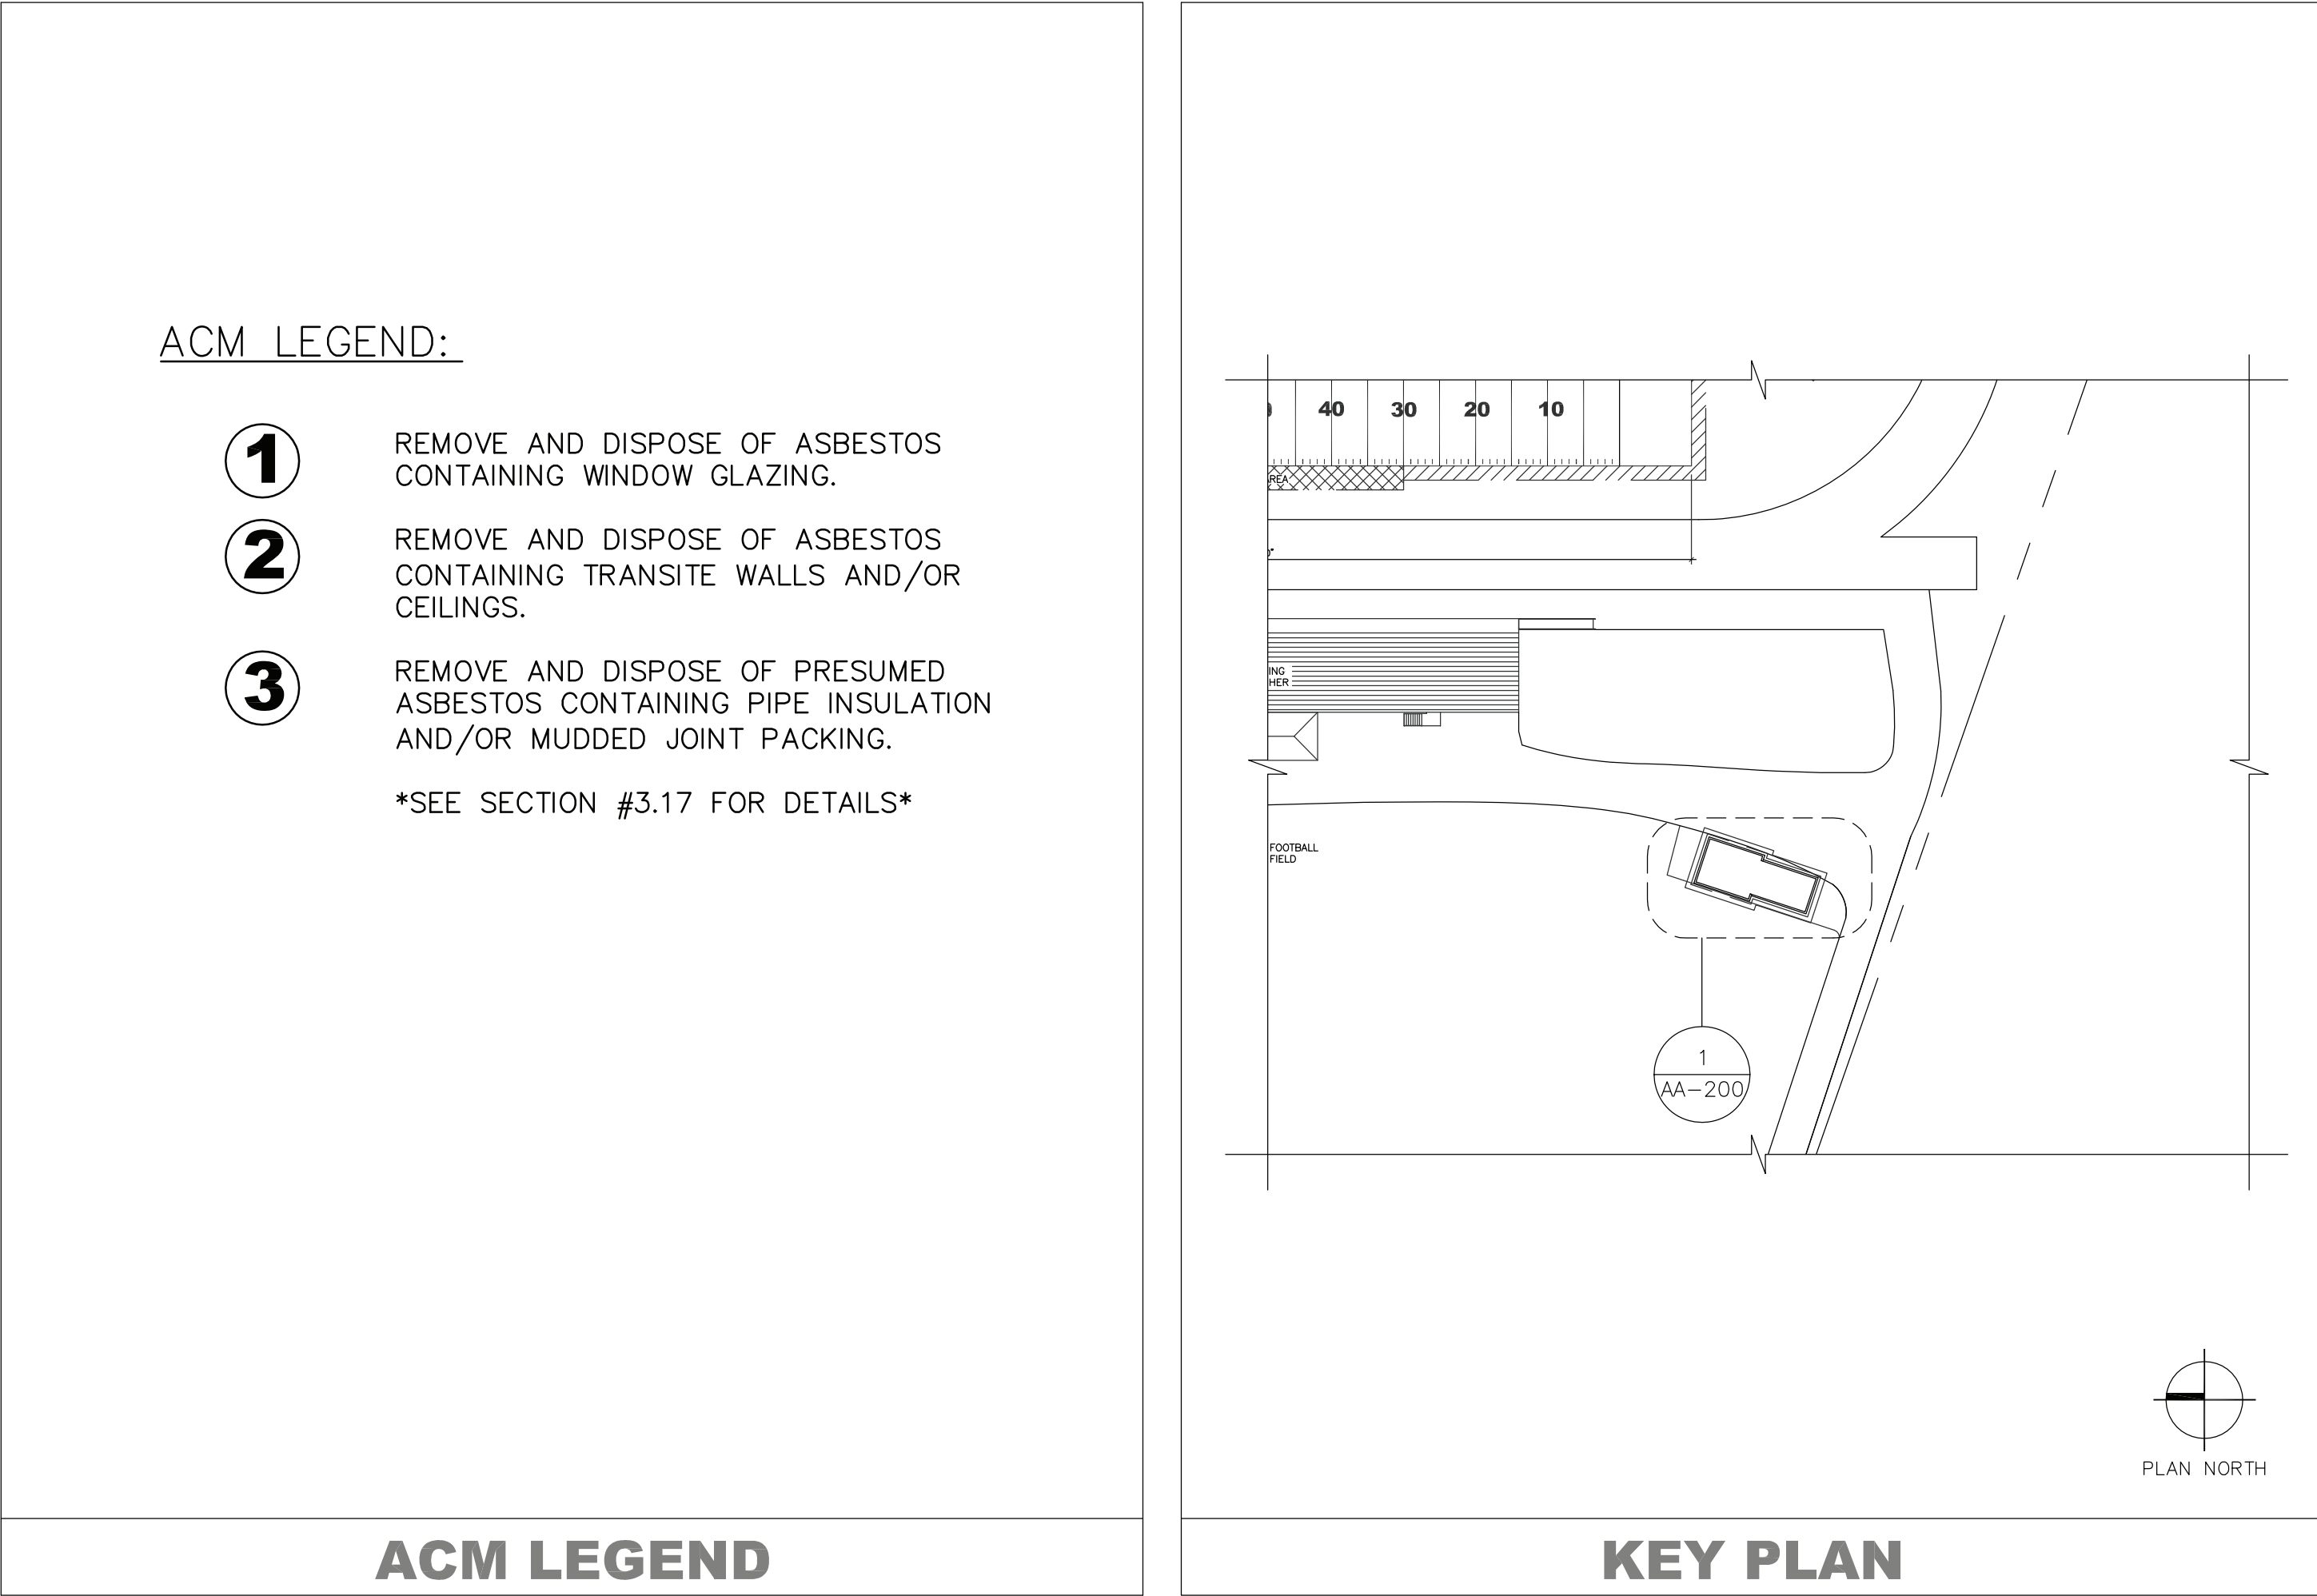 ACM LEGEND:
1
REMOVE AND DISPOSE OF ASBESTOS
CONTAINING WINDOW GLAZING.
2
REMOVE AND DISPOSE OF ASBESTOS
CONTAINING TRANSITE WALLS AND/OR
CEILINGS.
3
REMOVE AND DISPOSE OF PRESUMED
ASBESTOS CONTAINING PIPE INSULATION
AND/OR MUDDED JOINT PACKING.
*SEE SECTION #3.17 FOR DETAILS*
ACM LEGEND
40 30 20 10
REA
ING
HER
FOOTBALL
FIELD
1
AA-200
PLAN NORTH
KEY PLAN